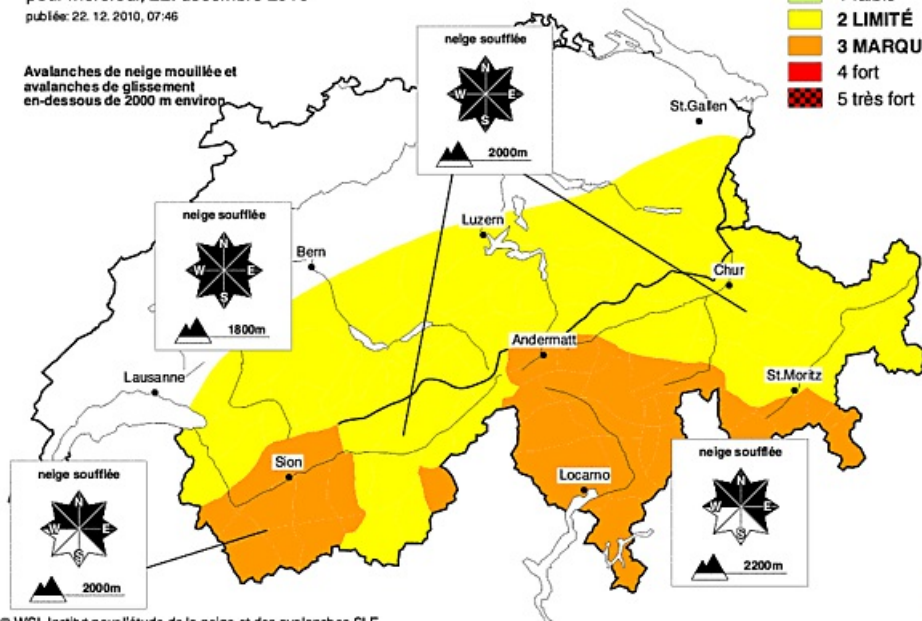 publiée: 22. 12. 2010, 07:46
Avalanches de neige mouillée et
avalanches de glissement
en-dessous de 2000 m environ
2 LIMITÉ
3 MARQU
4 fort
5 très fort
neige soufflée
N
W E
S
2000m
St.Gallen
neige soufflée
N
W E
S
1800m
Luzern
Bern
Chur
Andermatt
Lausanne
St.Moritz
Sion
Locarno
neige soufflée
N
W E
S
2000m
neige soufflée
N
W E
S
2200m